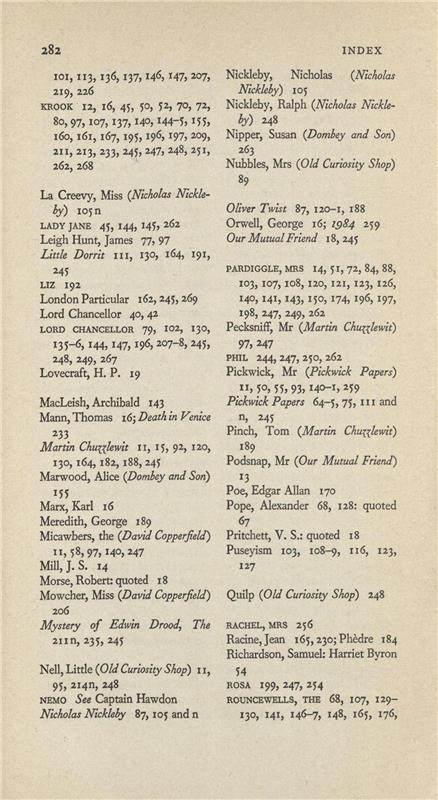 282
INDEX
101, 113, 136, 137, 146, 147, 207,
219, 226
KROOK 12, 16, 45, 50, 52, 70, 72,
80, 97, 107, 137, 140, 144–5, 155,
160, 161, 167, 195, 196, 197, 209,
211, 213, 233, 245, 247, 248, 251,
262, 268
La Creevy, Miss (Nicholas Nickle-
by) 105n
LADY JANE 45, 144, 145, 262
Leigh Hunt, James 77, 97
Little Dorrit 111, 130, 164, 191,
245
LIZ 192
London Particular 162, 245, 269
Lord Chancellor 40, 42
LORD CHANCELLOR 79, 102, 130,
135–6, 144, 147, 196, 207–8, 245,
248, 249, 267
Lovecraft, H. P. 19
MacLeish, Archibald 143
Mann, Thomas 16; Death in Venice
233
Martin Chuzzlewit 11, 15, 92, 120,
130, 164, 182, 188, 245
Marwood, Alice (Dombey and Son)
155
Marx, Karl 16
Meredith, George 189
Micawbers, the (David Copperfield)
11, 58, 97, 140, 247
Mill, J. S. 14
Morse, Robert: quoted 18
Mowcher, Miss (David Copperfield)
206
Mystery of Edwin Drood, The
211n, 235, 245
Nell, Little (Old Curiosity Shop) 11,
95, 214n, 248
NEMO See Captain Hawdon
Nicholas Nickleby 87, 105 and n
Nickleby, Nicholas (Nicholas
Nickleby) 105
Nickleby, Ralph (Nicholas Nickle-
by) 248
Nipper, Susan (Dombey and Son)
263
Nubbles, Mrs (Old Curiosity Shop)
89
Oliver Twist 87, 120–1, 188
Orwell, George 16; 1984 259
Our Mutual Friend 18, 245
PARDIGGLE, MRS 14, 51, 72, 84, 88,
103, 107, 108, 120, 121, 123, 126,
140, 141, 143, 150, 174, 196, 197,
198, 247, 249, 262
Pecksniff, Mr (Martin Chuzzlewit)
97, 247
PHIL 244, 247, 250, 262
Pickwick, Mr (Pickwick Papers)
11, 50, 55, 93, 140–1, 259
Pickwick Papers 64–5, 75, 111 and
n, 245
Pinch, Tom (Martin Chuzzlewit)
189
Podsnap, Mr (Our Mutual Friend)
13
Poe, Edgar Allan 170
Pope, Alexander 68, 128: quoted
67
Pritchett, V. S.: quoted 18
Puseyism 103, 108–9, 116, 123,
127
Quilp (Old Curiosity Shop) 248
RACHEL, MRS 256
Racine, Jean 165, 230; Phèdre 184
Richardson, Samuel: Harriet Byron
54
ROSA 199, 247, 254
ROUNCEWELLS, THE 68, 107, 129–
130, 141, 146–7, 148, 165, 176,